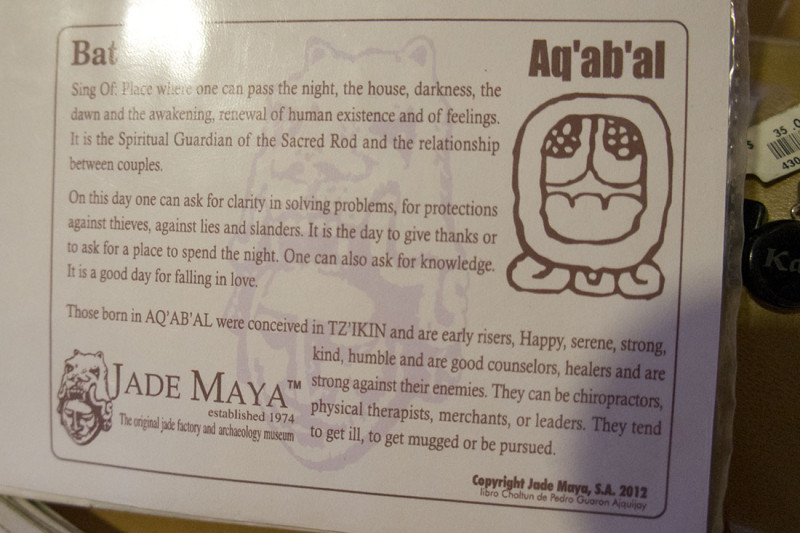 Bat
Aq'ab'al
Sing Of: Place where one can pass the night, the house, darkness, the
dawn and the awakening, renewal of human existence and of feelings.
It is the Spiritual Guardian of the Sacred Rod and the relationship
between couples.
On this day one can ask for clarity in solving problems, for protections
against thieves, against lies and slanders. It is the day to give thanks or
to ask for a place to spend the night. One can also ask for knowledge.
It is a good day for falling in love.
Those born in AQ'AB'AL were conceived in TZ'IKIN and are early risers, Happy, serene, strong,
kind, humble and are good counselors, healers and are
strong against their enemies. They can be chiropractors,
physical therapists, merchants, or leaders. They tend
to get ill, to get mugged or be pursued.
JADE MAYA™
established 1974
The original jade factory and archaeology museum
Copyright Jade Maya, S.A. 2012
libro Choltun de Pedro Guaron Ajquijay
35
430
Ka